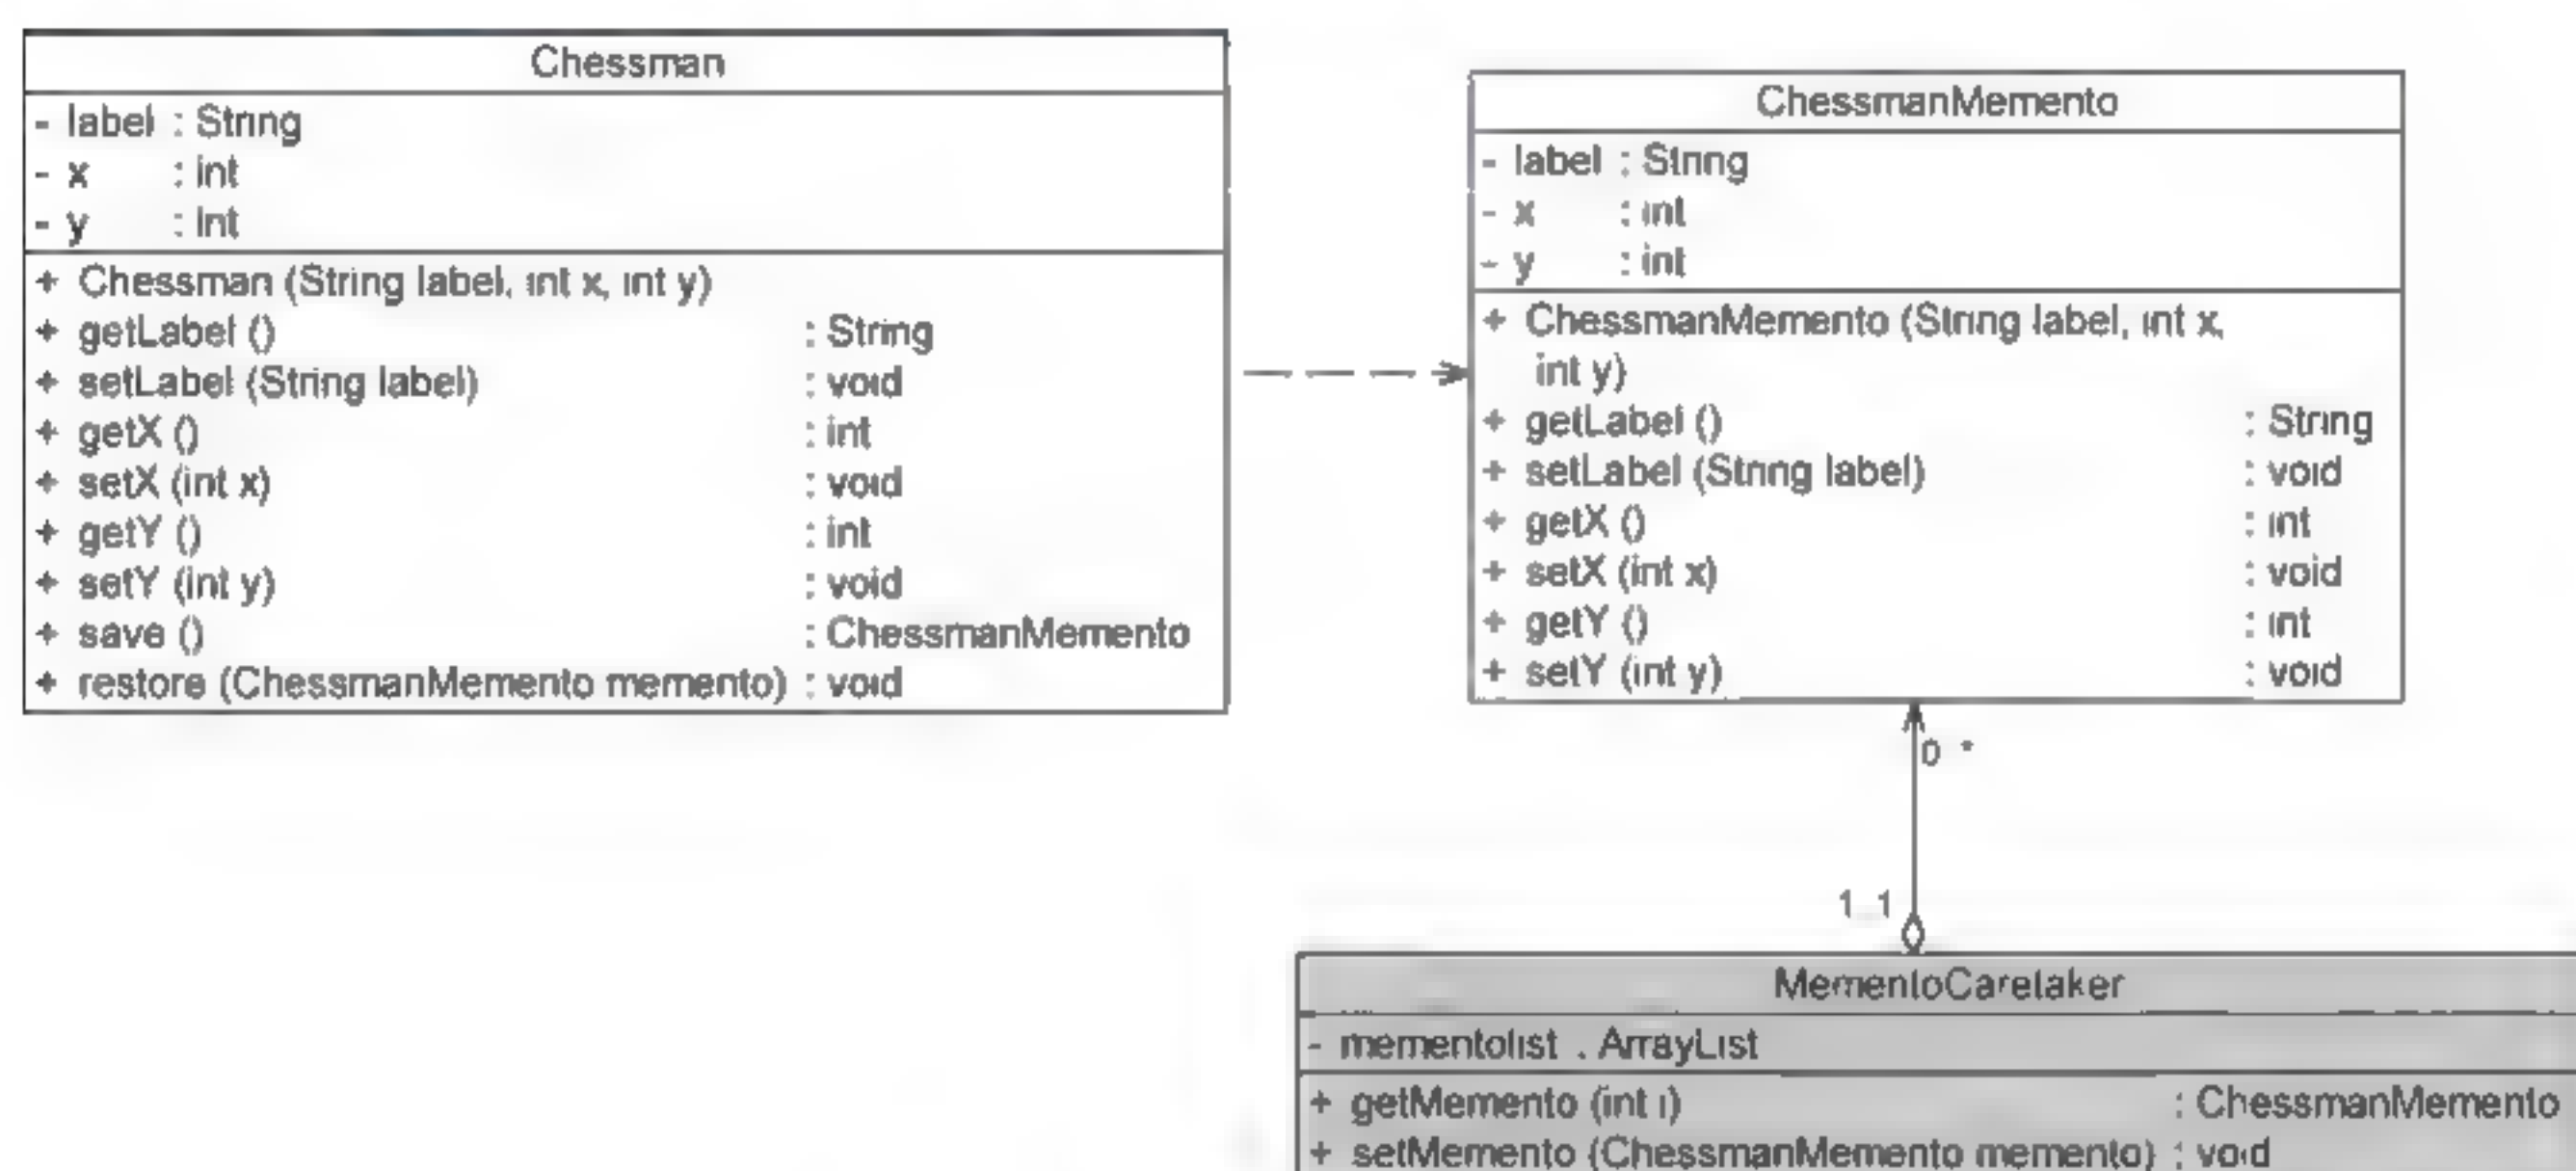 Chessman
- label : String
- x : int
- y : int
+ Chessman (String label, int x, int y)
+ getLabel () : String
+ setLabel (String label) : void
+ getX () : int
+ setX (int x) : void
+ getY () : int
+ setY (int y) : void
+ save () : ChessmanMemento
+ restore (ChessmanMemento memento) : void
ChessmanMemento
- label : String
- x : int
- y : int
+ ChessmanMemento (String label, int x,
int y)
+ getLabel () : String
+ setLabel (String label) : void
+ getX () : int
+ setX (int x) : void
+ getY () : int
+ setY (int y) : void
0..*
1..1
MementoCaretaker
- mementolist : ArrayList
+ getMemento (int i) : ChessmanMemento
+ setMemento (ChessmanMemento memento) : void